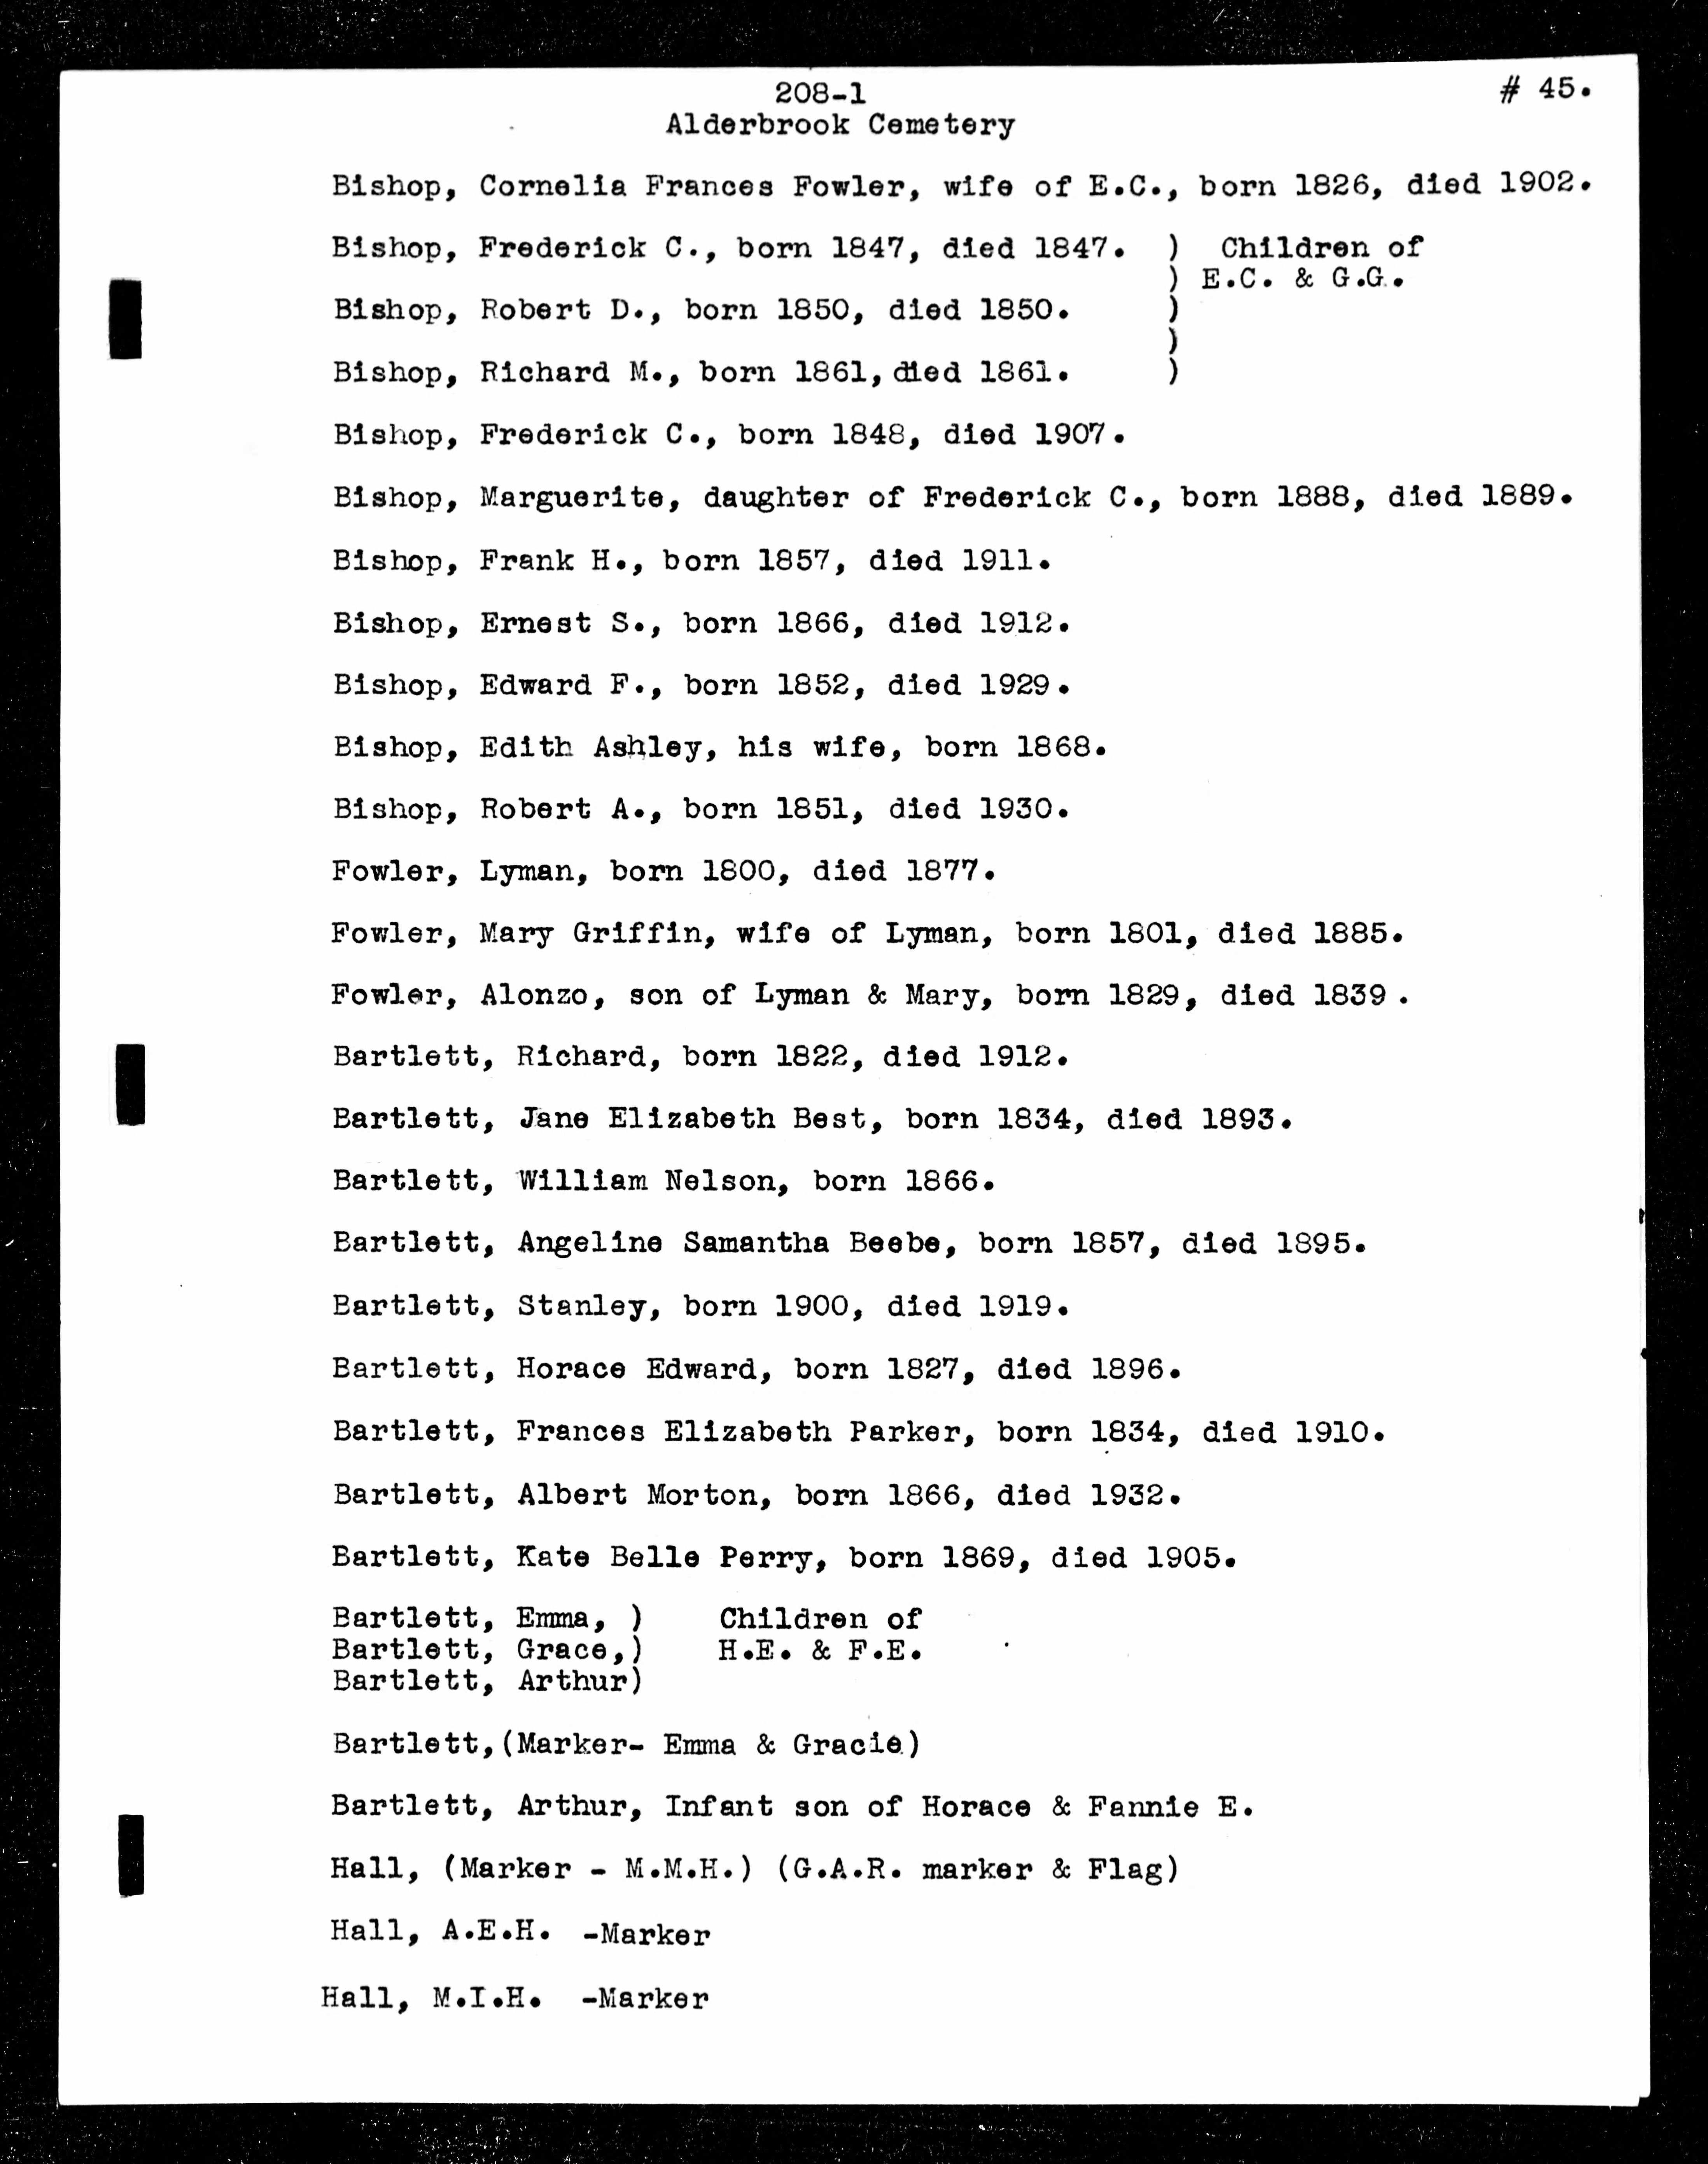 208-1
# 45.
Alderbrook Cemetery
Bishop, Cornelia Frances Fowler, wife of E.C., born 1826, died 1902.
Bishop, Frederick C., born 1847, died 1847. ) Children of
) E.C. & G.G.
Bishop, Robert D., born 1850, died 1850. )
)
Bishop, Richard M., born 1861, died 1861. )
Bishop, Frederick C., born 1848, died 1907.
Bishop, Marguerite, daughter of Frederick C., born 1888, died 1889.
Bishop, Frank H., born 1857, died 1911.
Bishop, Ernest S., born 1866, died 1912.
Bishop, Edward F., born 1852, died 1929.
Bishop, Edith Ashley, his wife, born 1868.
Bishop, Robert A., born 1851, died 1930.
Fowler, Lyman, born 1800, died 1877.
Fowler, Mary Griffin, wife of Lyman, born 1801, died 1885.
Fowler, Alonzo, son of Lyman & Mary, born 1829, died 1839 .
Bartlett, Richard, born 1822, died 1912.
Bartlett, Jane Elizabeth Best, born 1834, died 1893.
Bartlett, William Nelson, born 1866.
Bartlett, Angeline Samantha Beebe, born 1857, died 1895.
Bartlett, Stanley, born 1900, died 1919.
Bartlett, Horace Edward, born 1827, died 1896.
Bartlett, Frances Elizabeth Parker, born 1834, died 1910.
Bartlett, Albert Morton, born 1866, died 1932.
Bartlett, Kate Belle Perry, born 1869, died 1905.
Bartlett, Emma, ) Children of
Bartlett, Grace,) H.E. & F.E.
Bartlett, Arthur)
Bartlett,(Marker- Emma & Gracie)
Bartlett, Arthur, Infant son of Horace & Fannie E.
Hall, (Marker - M.M.H.) (G.A.R. marker & Flag)
Hall, A.E.H. -Marker
Hall, M.I.H. -Marker